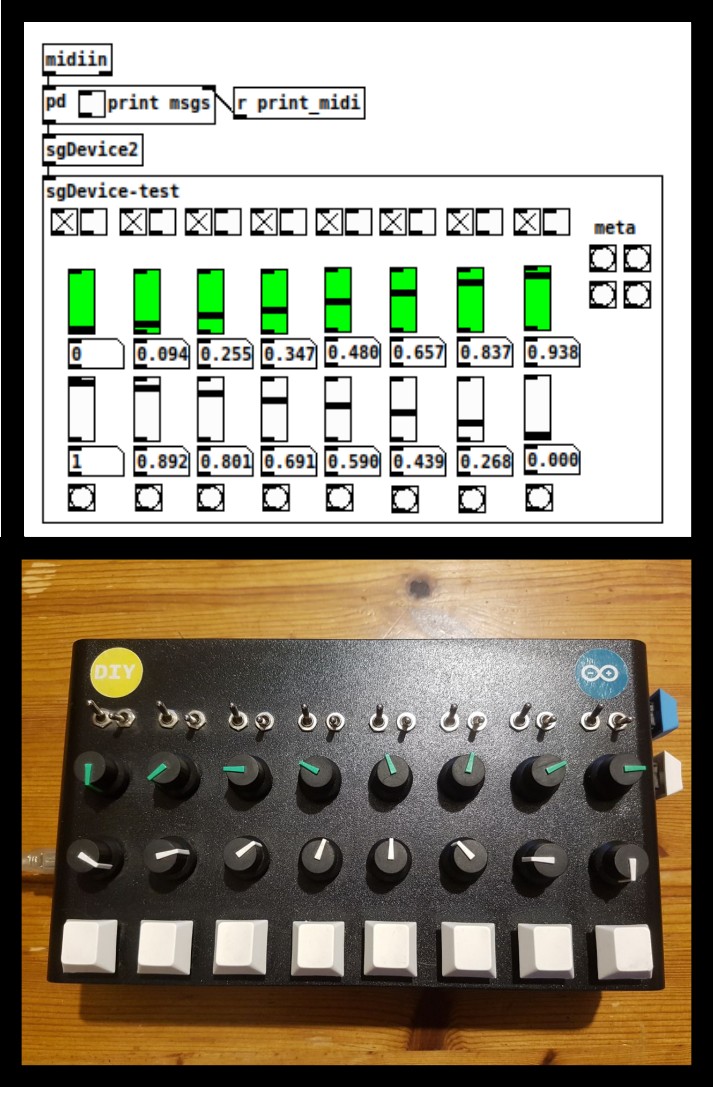 midiin
pd print msgs r print_midi
sgDevice2
sgDevice-test
meta
0 0.094 0.255 0.347 0.480 0.657 0.837 0.938
1 0.892 0.801 0.691 0.590 0.439 0.268 0.000
DIY